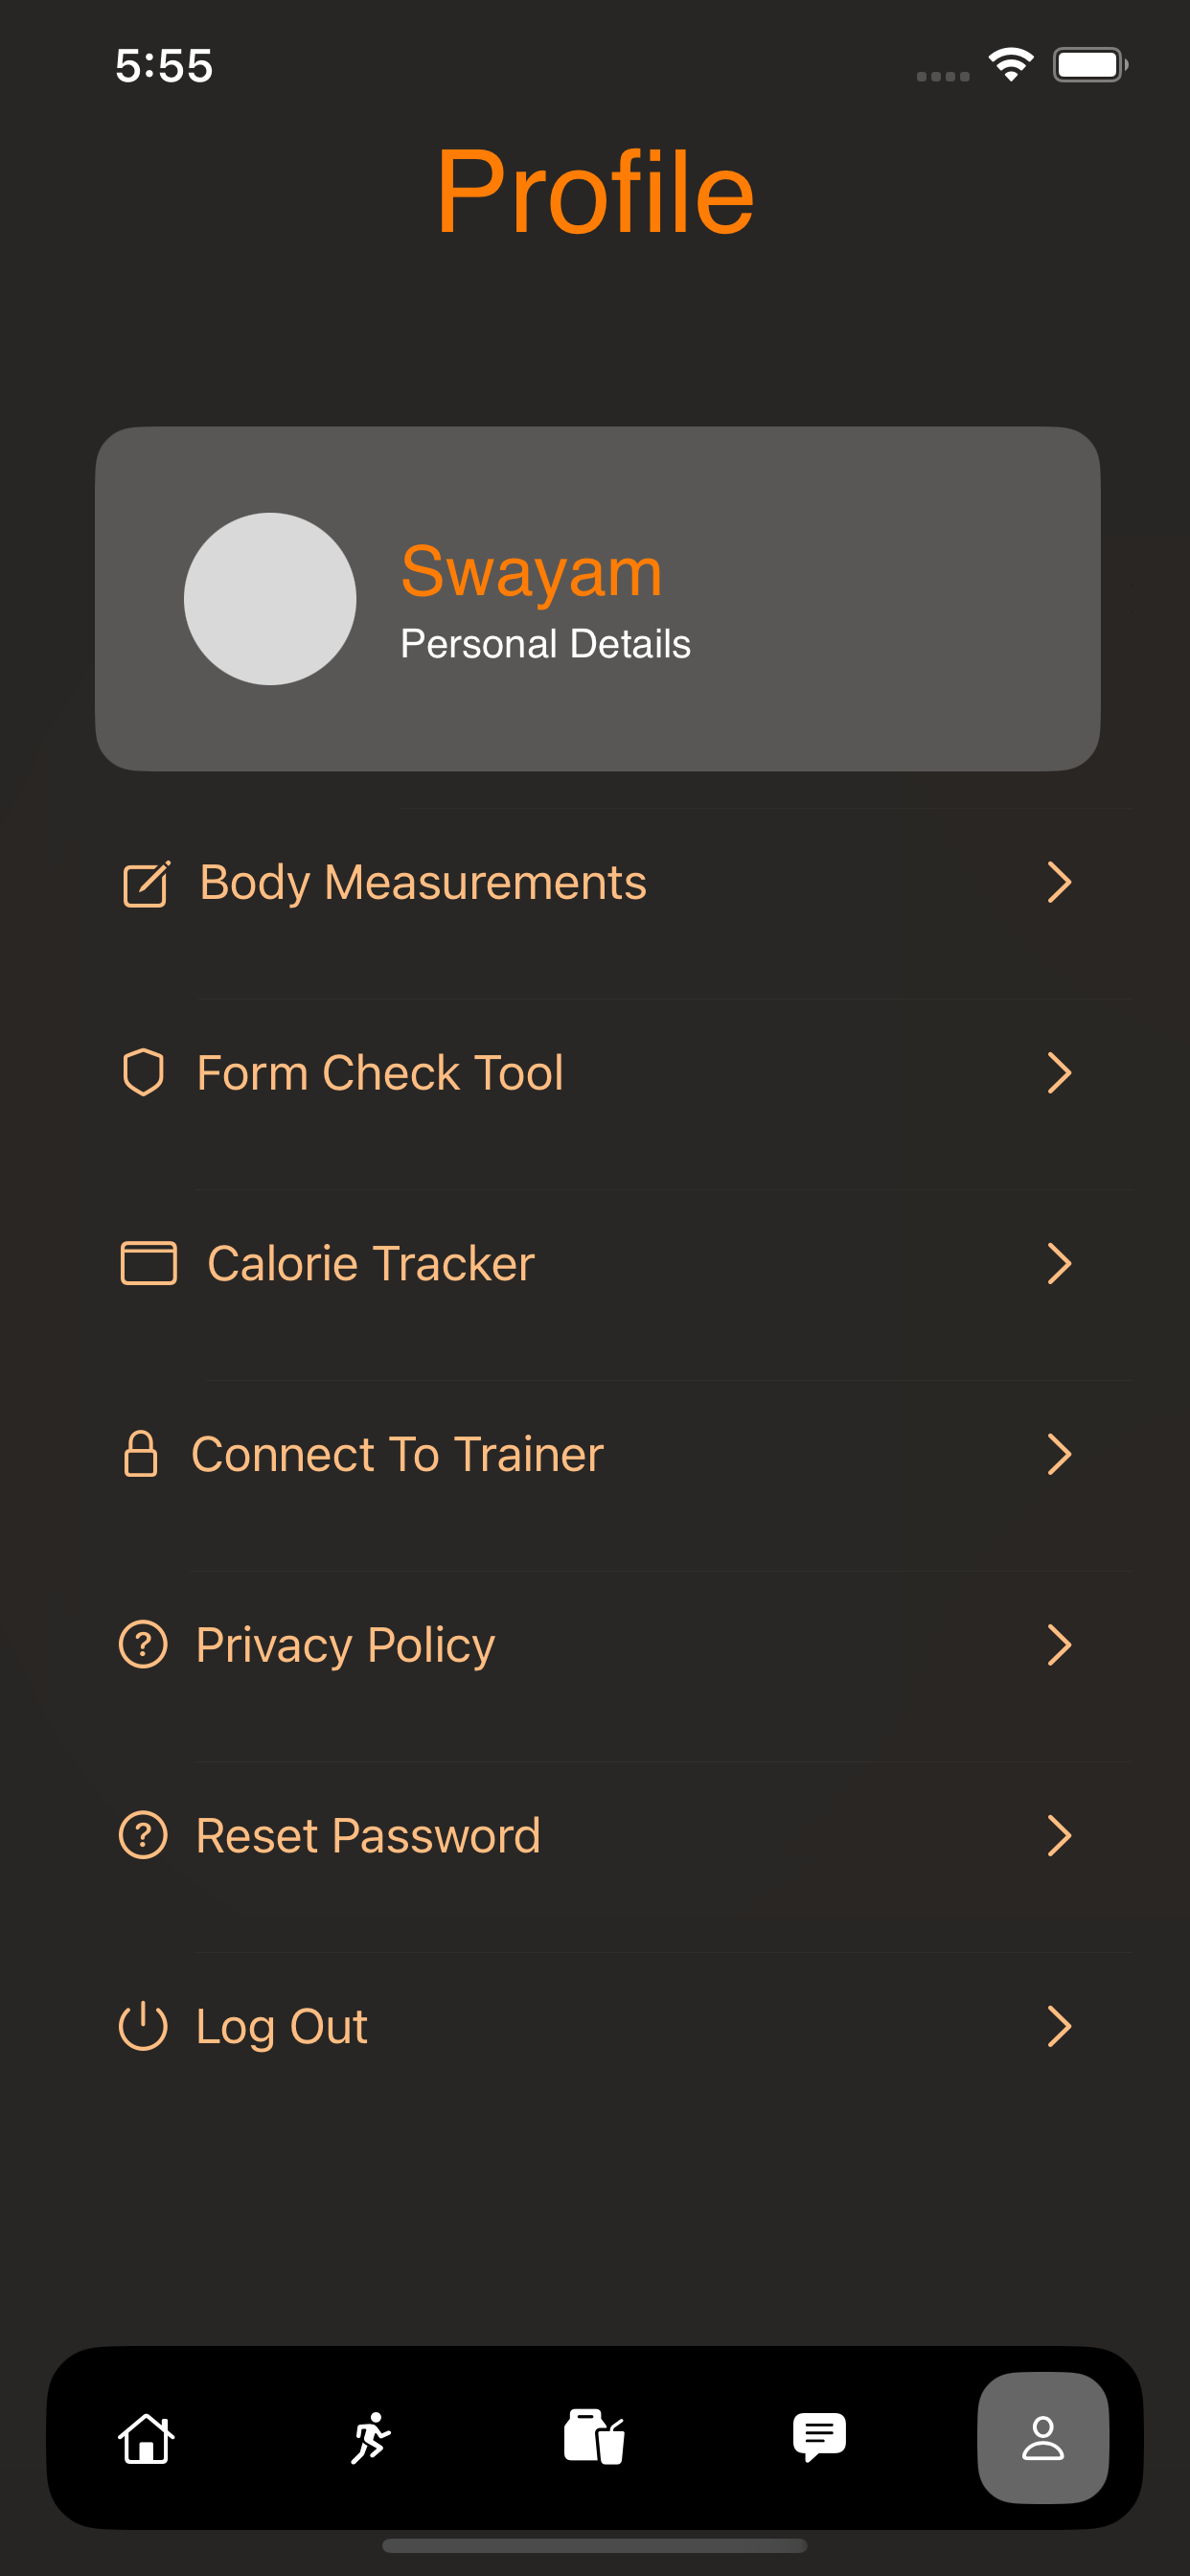 5:55
Profile
Swayam
Personal Details
Body Measurements
Form Check Tool
Calorie Tracker
Connect To Trainer
Privacy Policy
Reset Password
Log Out